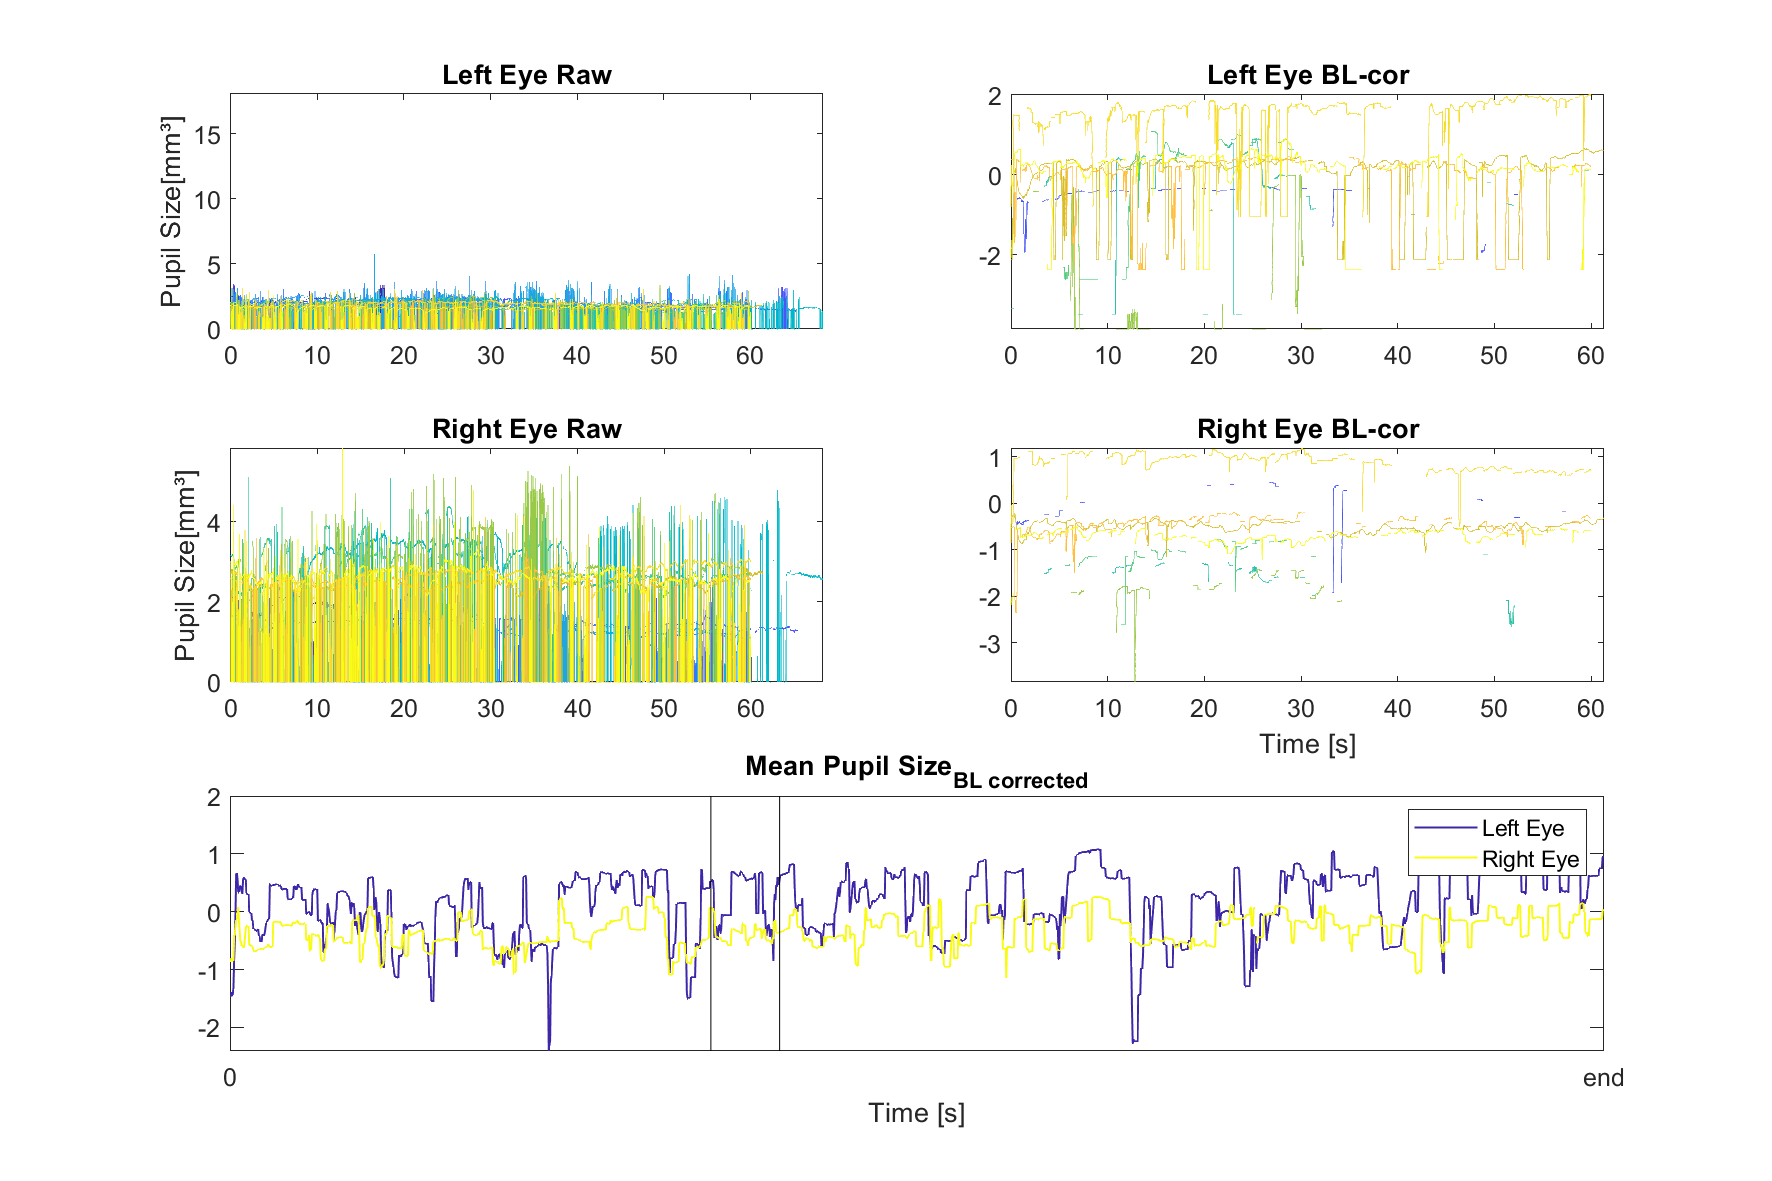 Left Eye Raw
Pupil Size[mm³]
15
10
5
0
0 10 20 30 40 50 60
Left Eye BL-cor
2
0
-2
0 10 20 30 40 50 60
Right Eye Raw
Pupil Size[mm³]
4
2
0
0 10 20 30 40 50 60
Right Eye BL-cor
1
0
-1
-2
-3
0 10 20 30 40 50 60
Time [s]
Mean Pupil Size BL corrected
2
1
0
-1
-2
Left Eye
Right Eye
0 end
Time [s]